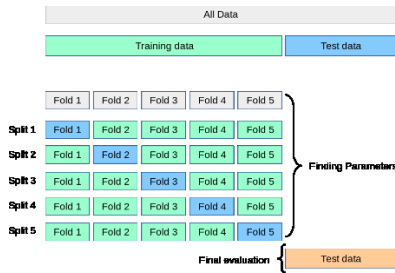 All Data
Training data Test data
Fold 1 Fold 2 Fold 3 Fold 4 Fold 5
Split 1 Fold 1 Fold 2 Fold 3 Fold 4 Fold 5
Split 2 Fold 1 Fold 2 Fold 3 Fold 4 Fold 5
Finding Parameters
Split 3 Fold 1 Fold 2 Fold 3 Fold 4 Fold 5
Split 4 Fold 1 Fold 2 Fold 3 Fold 4 Fold 5
Split 5 Fold 1 Fold 2 Fold 3 Fold 4 Fold 5
Final evaluation Test data